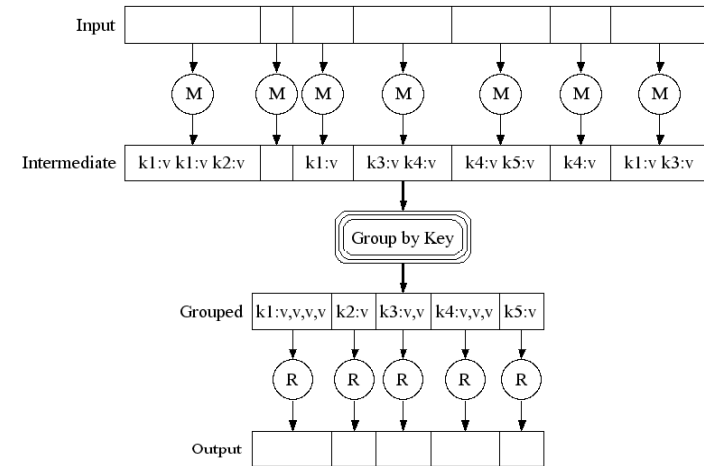 Input
M M M M M M M
Intermediate k1:v k1:v k2:v k1:v k3:v k4:v k4:v k5:v k4:v k1:v k3:v
Group by Key
Grouped k1:v,v,v,v k2:v k3:v,v k4:v,v,v k5:v
R R R R R
Output